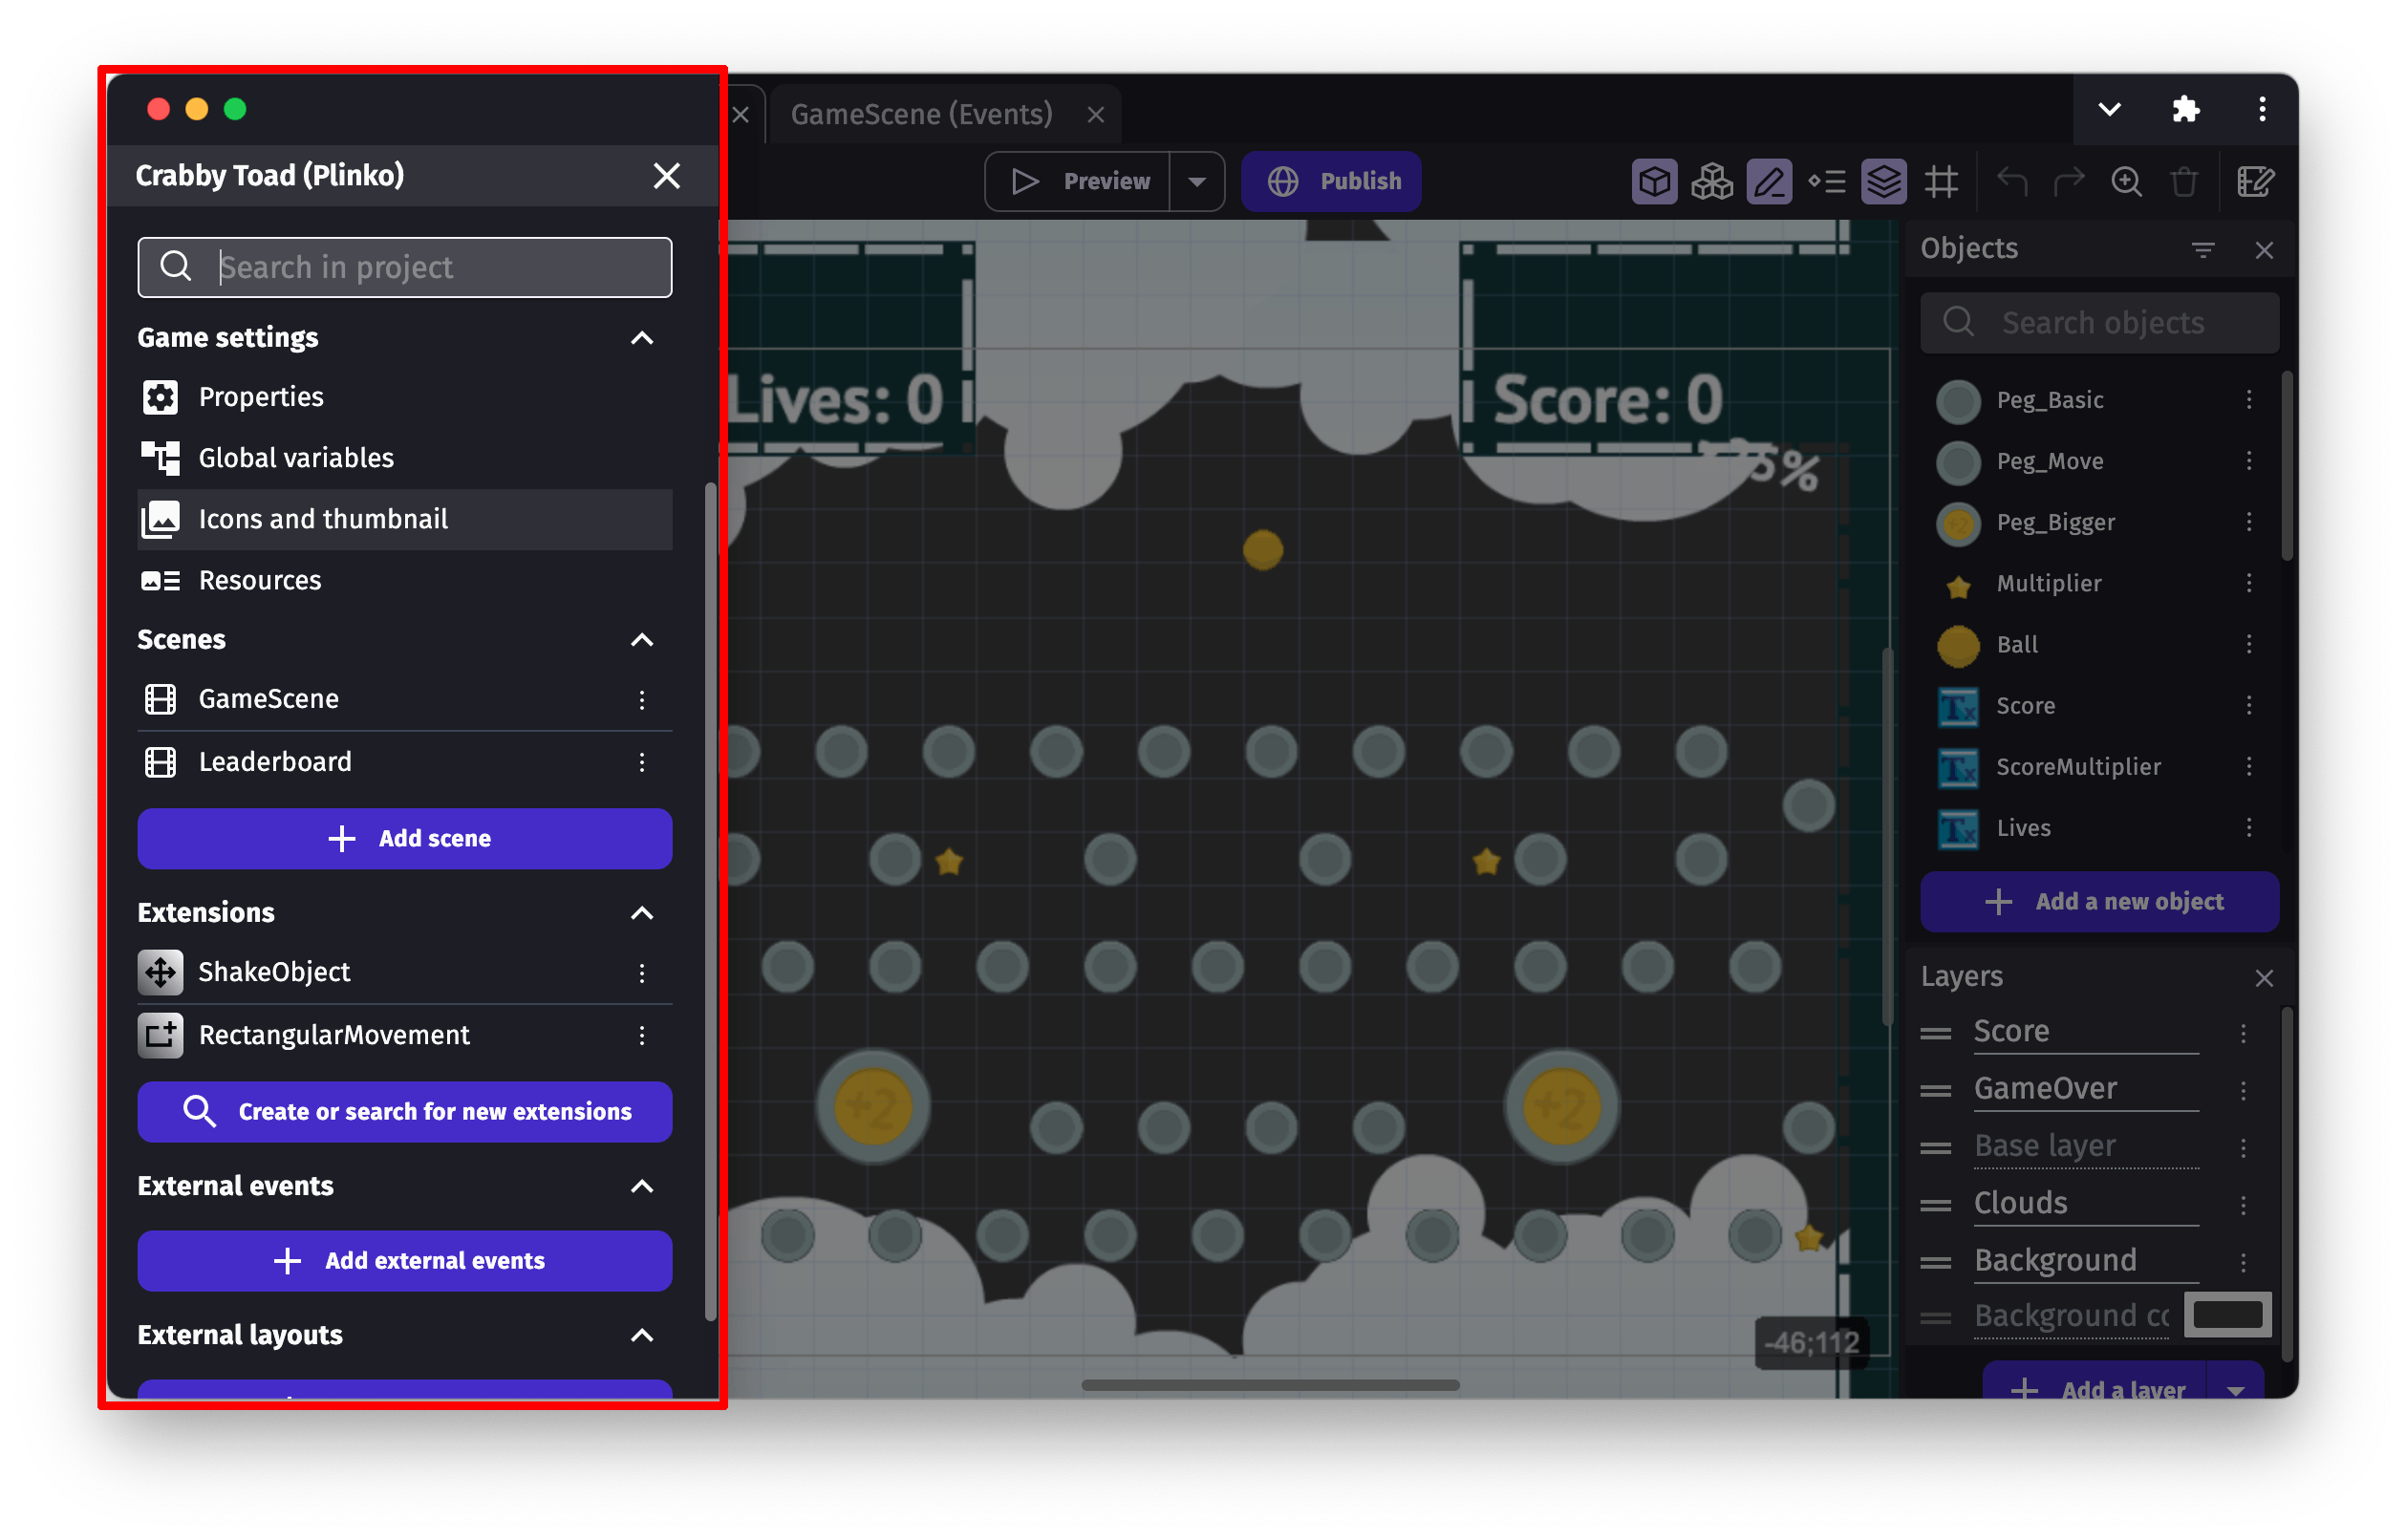 GameScene (Events)
Crabby Toad (Plinko)
Preview
Publish
Search in project
Game settings
Properties
Global variables
Icons and thumbnail
Resources
Scenes
GameScene
Leaderboard
Add scene
Extensions
ShakeObject
RectangularMovement
Create or search for new extensions
External events
Add external events
External layouts
Lives: 0
Score: 0
+2
+2
-46;112
Objects
Search objects
Peg_Basic
Peg_Move
Peg_Bigger
Multiplier
Ball
Score
ScoreMultiplier
Lives
Add a new object
Layers
Score
GameOver
Base layer
Clouds
Background
Background co
Add a layer